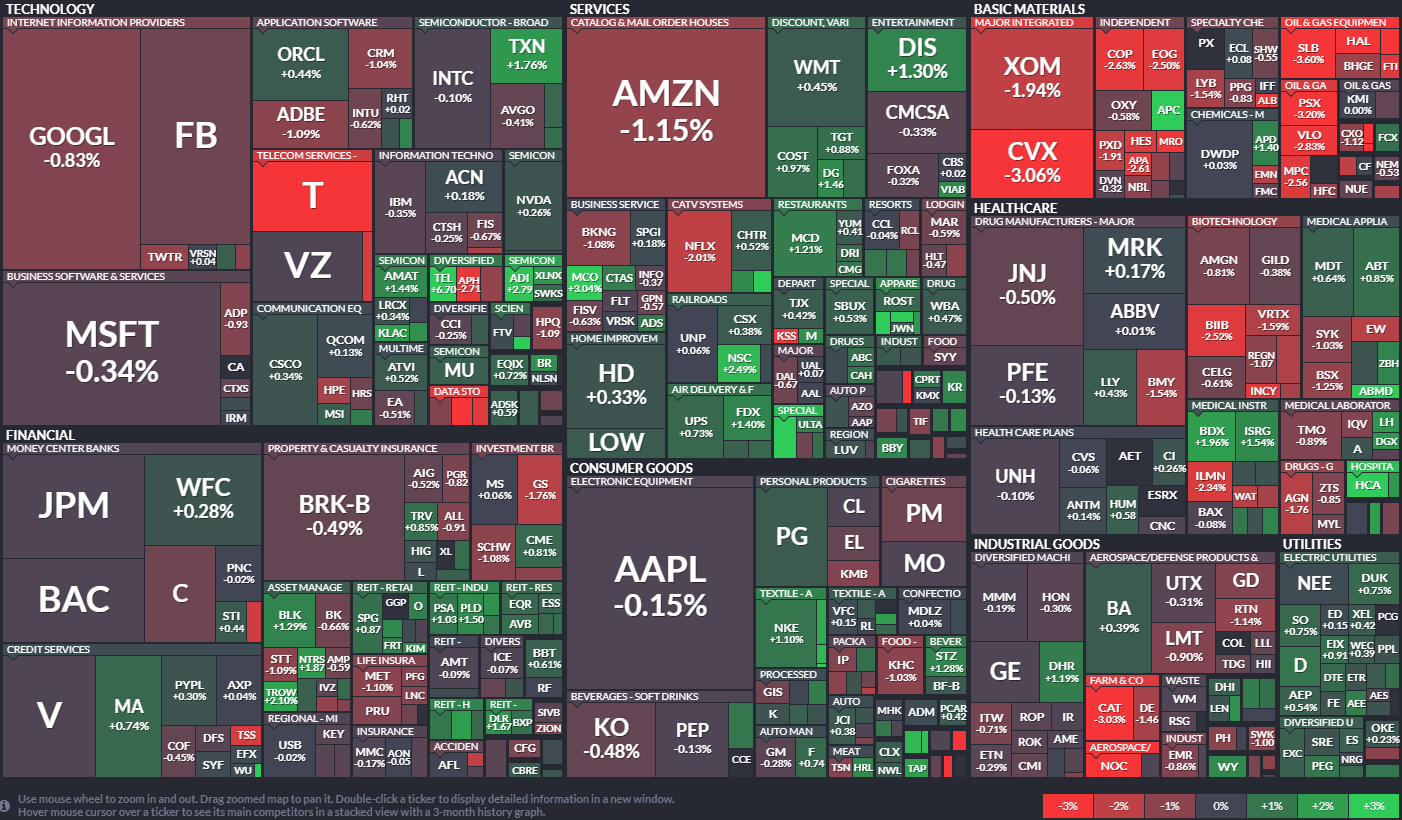 TECHNOLOGY
INTERNET INFORMATION PROVIDERS
GOOGL
-0.83%
FB
TWTR
VRSN
+0.04
BUSINESS SOFTWARE & SERVICES
MSFT
-0.34%
ADP
-0.93
CA
CTXS
IRM
APPLICATION SOFTWARE
ORCL
+0.44%
CRM
-1.04%
ADBE
-1.09%
INTU
-0.62%
RHT
+0.02
TELECOM SERVICES -
T
VZ
COMMUNICATION EQ
CSCO
+0.34%
QCOM
+0.13%
HPE
HRS
MSI
SEMICONDUCTOR - BROAD
INTC
-0.10%
TXN
+1.76%
AVGO
-0.41%
INFORMATION TECHNO
IBM
-0.35%
ACN
+0.18%
CTSH
-0.25%
FIS
-0.67%
SEMICON
NVDA
+0.26%
SEMICON
AMAT
+1.44%
LRCX
+0.34%
KLAC
DIVERSIFIED
TEL
+6.70
APH
-2.71
SEMICON
ADI
+2.79
XLNX
SWKS
DIVERSIFIE
CCI
-0.25%
SCIEN
FTV
HPQ
-1.09
MULTIME
ATVI
+0.52%
EA
-0.51%
SEMICON
MU
DATA STO
EQIX
+0.72%
BR
NLSN
ADSK
+0.59
FINANCIAL
MONEY CENTER BANKS
JPM
WFC
+0.28%
BAC
C
PNC
-0.02%
STI
+0.44
CREDIT SERVICES
V
MA
+0.74%
PYPL
+0.30%
AXP
+0.04%
COF
-0.45%
DFS
SYF
TSS
EFX
WU
PROPERTY & CASUALTY INSURANCE
BRK-B
-0.49%
AIG
-0.52%
PGR
-0.82
TRV
+0.85%
ALL
-0.91
HIG
XL
L
INVESTMENT BR
MS
+0.06%
GS
-1.76%
SCHW
-1.08%
CME
+0.81%
ASSET MANAGE
BLK
+1.29%
BK
-0.66%
STT
-1.09%
NTRS
+1.87
AMP
-0.59
TROW
+2.10%
IVZ
REGIONAL - MI
USB
-0.02%
KEY
REIT - RETAI
SPG
+0.87
GGP
O
FRT
KIM
LIFE INSURA
MET
-1.10%
PFG
LNC
PRU
INSURANCE
MMC
-0.17%
AON
-0.05
REIT - INDU
PSA
+1.03
PLD
+1.50
REIT - RES
EQR
ESS
AVB
REIT -
AMT
-0.09%
DIVERS
ICE
-0.07%
BBT
+0.61%
RF
REIT - H
DLR
+1.67
BXP
SIVB
ZION
ACCIDEN
AFL
CFG
CBRE
SERVICES
CATALOG & MAIL ORDER HOUSES
AMZN
-1.15%
DISCOUNT, VARI
WMT
+0.45%
COST
+0.97%
TGT
+0.88%
DG
+1.46
ENTERTAINMENT
DIS
+1.30%
CMCSA
-0.33%
FOXA
-0.32%
CBS
+0.02
VIAB
BUSINESS SERVICE
BKNG
-1.08%
SPGI
+0.18%
MCO
+3.04%
CTAS
INFO
-0.37
FISV
-0.63%
FLT
GPN
-0.57
VRSK
ADS
CATV SYSTEMS
NFLX
-2.01%
CHTR
+0.52%
RESTAURANTS
MCD
+1.21%
YUM
+0.41
DRI
CMG
RESORTS
CCL
-0.04%
RCL
LODGIN
MAR
-0.59%
HLT
-0.47
HOME IMPROVEM
HD
+0.33%
LOW
RAILROADS
UNP
+0.06%
CSX
+0.38%
NSC
+2.49%
AIR DELIVERY & F
UPS
+0.73%
FDX
+1.40%
DEPART
TJX
+0.42%
KSS
M
SPECIAL
SBUX
+0.53%
APPARE
ROST
JWN
DRUG
WBA
+0.47%
MAJOR
DAL
-0.67
UAL
+0.07
AAL
DRUGS
ABC
CAH
INDUST
FOOD
SYY
SPECIAL
ULTA
AUTO P
AZO
AAP
CPRT
KMX
KR
REGION
LUV
TIF
BBY
CONSUMER GOODS
ELECTRONIC EQUIPMENT
AAPL
-0.15%
BEVERAGES - SOFT DRINKS
KO
-0.48%
PEP
-0.13%
CCE
PERSONAL PRODUCTS
PG
CL
EL
KMB
CIGARETTES
PM
MO
TEXTILE - A
NKE
+1.10%
TEXTILE - A
VFC
+0.15
RL
CONFECTIO
MDLZ
+0.04%
PACKA
IP
FOOD -
KHC
-1.03%
BEVER
STZ
+1.28%
BF-B
PROCESSED
GIS
K
AUTO
JCI
+0.38
MHK
ADM
PCAR
+0.42
AUTO MAN
GM
-0.28%
F
+0.74
MEAT
TSN
HRL
CLX
NWL
TAP
BASIC MATERIALS
MAJOR INTEGRATED
XOM
-1.94%
CVX
-3.06%
INDEPENDENT
COP
-2.63%
EOG
-2.50%
OXY
-0.58%
APC
PXD
-1.91
HES
MRO
APA
-2.61
DVN
-0.32
NBL
SPECIALTY CHE
PX
ECL
+0.08
SHW
-0.55
LYB
-1.54%
PPG
-0.83
IFF
ALB
CHEMICALS - M
DWDP
+0.03%
APD
+1.40
EMN
FMC
OIL & GAS EQUIPMEN
SLB
-3.60%
HAL
BHGE
FTI
OIL & GA
PSX
-3.20%
VLO
-2.83%
MPC
-2.56
HFC
OIL & GAS
KMI
0.00%
CXO
-1.12
FCX
CF
NEM
-0.53
NUE
HEALTHCARE
DRUG MANUFACTURERS - MAJOR
JNJ
-0.50%
MRK
+0.17%
ABBV
+0.01%
PFE
-0.13%
LLY
+0.43%
BMY
-1.54%
BIOTECHNOLOGY
AMGN
-0.81%
GILD
-0.38%
BIIB
-2.52%
VRTX
-1.59%
CELG
-0.61%
REGN
-1.07
INCY
MEDICAL APPLIA
MDT
+0.64%
ABT
+0.85%
SYK
-1.03%
EW
BSX
-1.25%
ZBH
ABMD
HEALTH CARE PLANS
UNH
-0.10%
CVS
-0.06%
AET
CI
+0.26%
ANTM
+0.14%
HUM
+0.58
ESRX
CNC
MEDICAL INSTR
BDX
+1.96%
ISRG
+1.54%
ILMN
-2.34%
WAT
BAX
-0.08%
MEDICAL LABORATOR
TMO
-0.89%
IQV
LH
A
DGX
DRUGS - G
AGN
-1.76
ZTS
-0.85
MYL
HOSPITA
HCA
INDUSTRIAL GOODS
DIVERSIFIED MACHI
MMM
-0.19%
HON
-0.30%
GE
DHR
+1.19%
ITW
-0.71%
ROP
IR
ETN
-0.29%
ROK
AME
CMI
AEROSPACE/DEFENSE PRODUCTS &
BA
+0.39%
UTX
-0.31%
GD
LMT
-0.90%
RTN
-1.14%
COL
LLL
TDG
HII
FARM & CO
CAT
-3.03%
DE
-1.46
AEROSPACE/
NOC
WASTE
WM
RSG
INDUST
EMR
-0.86%
DHI
LEN
PH
SWK
-1.00
WY
UTILITIES
ELECTRIC UTILITIES
NEE
DUK
+0.75%
SO
+0.75%
ED
+0.15
XEL
+0.42
PCG
D
EIX
+0.91
WEC
+0.39
PPL
DTE
ETR
AEP
+0.54%
FE
AEE
AES
DIVERSIFIED U
EXC
SRE
ES
PEG
NRG
OKE
+0.23%
Use mouse wheel to zoom in and out. Drag zoomed map to pan it. Double-click a ticker to display detailed information in a new window.
Hover mouse cursor over a ticker to see its main competitors in a stacked view with a 3-month history graph.
-3%
-2%
-1%
0%
+1%
+2%
+3%